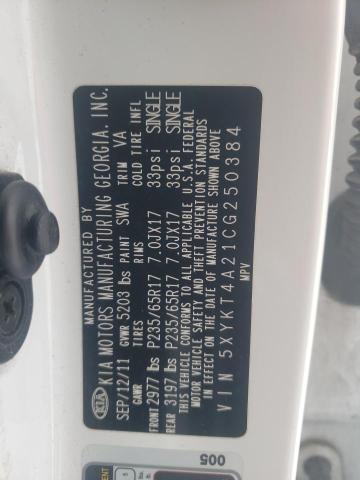 MANUFACTURED BY
KIA KIA MOTORS MANUFACTURING GEORGIA, INC.
SEP/12/11 GVWR 5203 lbs PAINT SWA TRIM VA
GAWR TIRES RIMS COLD TIRE INFL
FRONT 2977 lbs P235/65R17 7.0JX17 33psi SINGLE
REAR 3197 lbs P235/65R17 7.0JX17 33psi SINGLE
THIS VEHICLE CONFORMS TO ALL APPLICABLE U.S.A. FEDERAL
MOTOR VEHICLE SAFETY AND THEFT PREVENTION STANDARDS
IN EFFECT ON THE DATE OF MANUFACTURE SHOWN ABOVE
VIN 5XYKT4A21CG250384
MPV
005